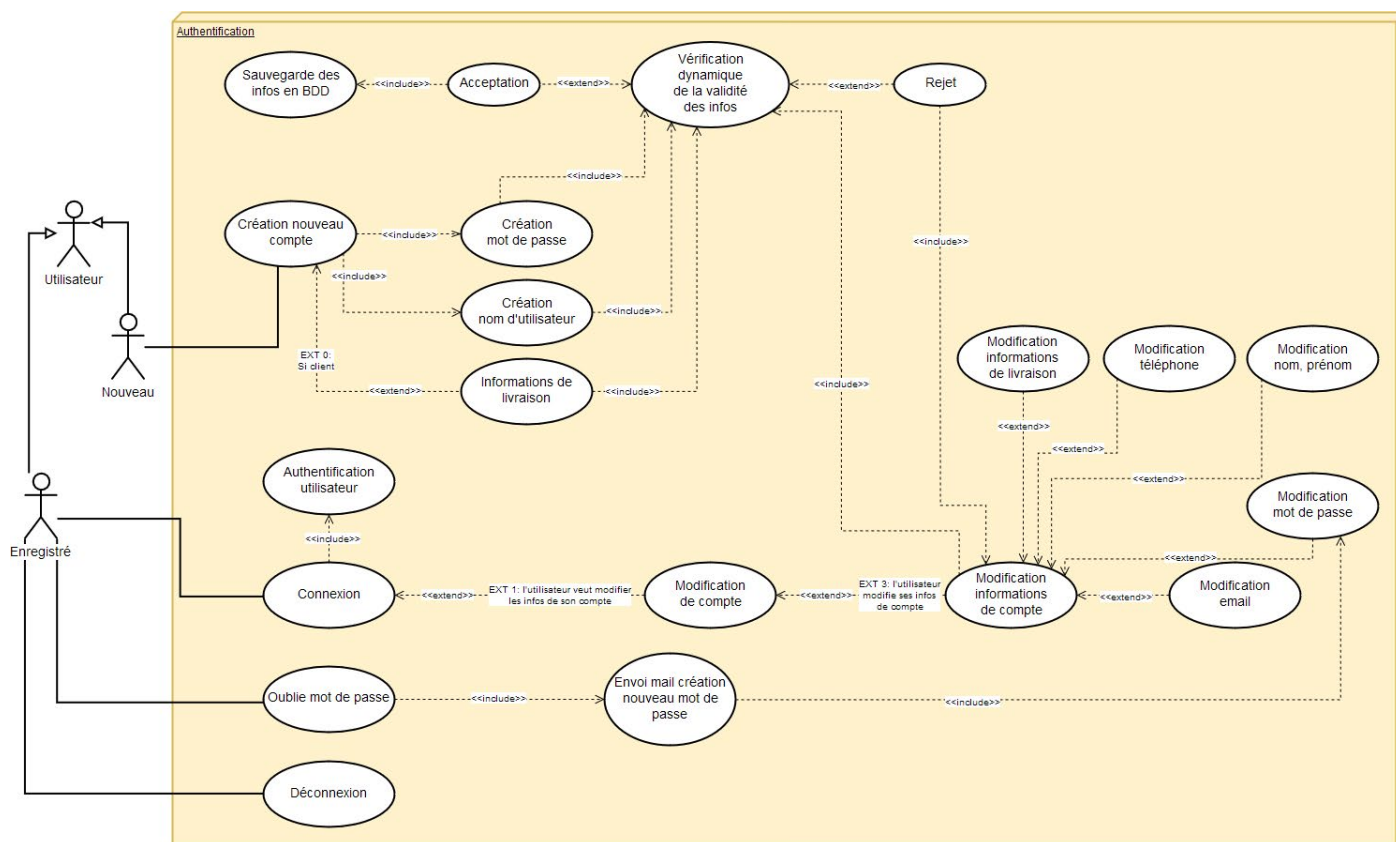 Authentification
Sauvegarde des
infos en BDD
<<include>>
Acceptation
<<extend>>
Vérification
dynamique
de la validité
des infos
<<extend>>
Rejet
<<include>>
Création nouveau
compte
<<include>>
Création
mot de passe
<<include>>
Utilisateur
<<include>>
Création
nom d'utilisateur
<<include>>
Nouveau
EXT 0:
Si client
<<extend>>
Informations de
livraison
<<include>>
<<include>>
Modification
informations
de livraison
Modification
téléphone
Modification
nom, prénom
<<extend>>
<<extend>>
<<extend>>
Authentification
utilisateur
<<include>>
Modification
mot de passe
<<extend>>
Enregistré
Connexion
<<extend>>
EXT 1: l'utilisateur veut modifier
les infos de son compte
Modification
de compte
<<extend>>
EXT 3: l'utilisateur
modifie ses infos
de compte
Modification
informations
de compte
<<extend>>
Modification
email
Oublie mot de passe
<<include>>
Envoi mail création
nouveau mot de
passe
<<include>>
Déconnexion